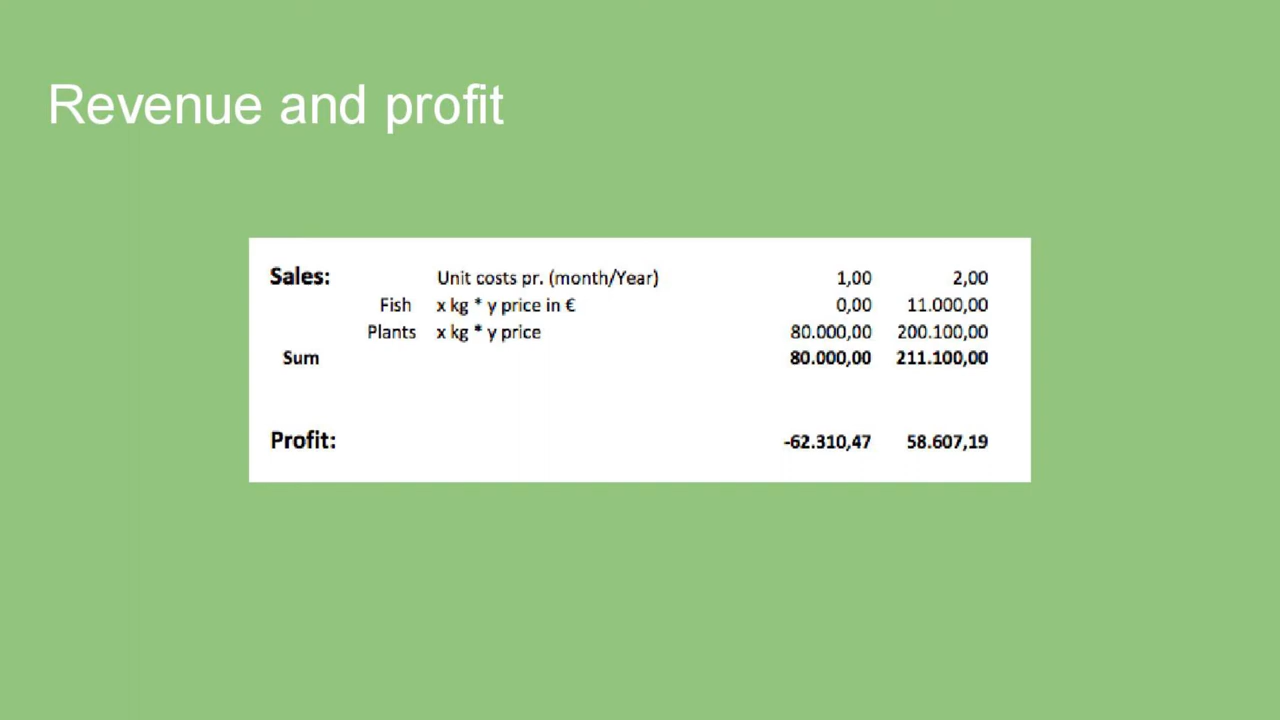 Revenue and profit
Sales: Unit costs pr. (month/Year) 1,00 2,00
Fish x kg * y price in € 0,00 11.000,00
Plants x kg * y price 80.000,00 200.100,00
Sum 80.000,00 211.100,00
Profit: -62.310,47 58.607,19